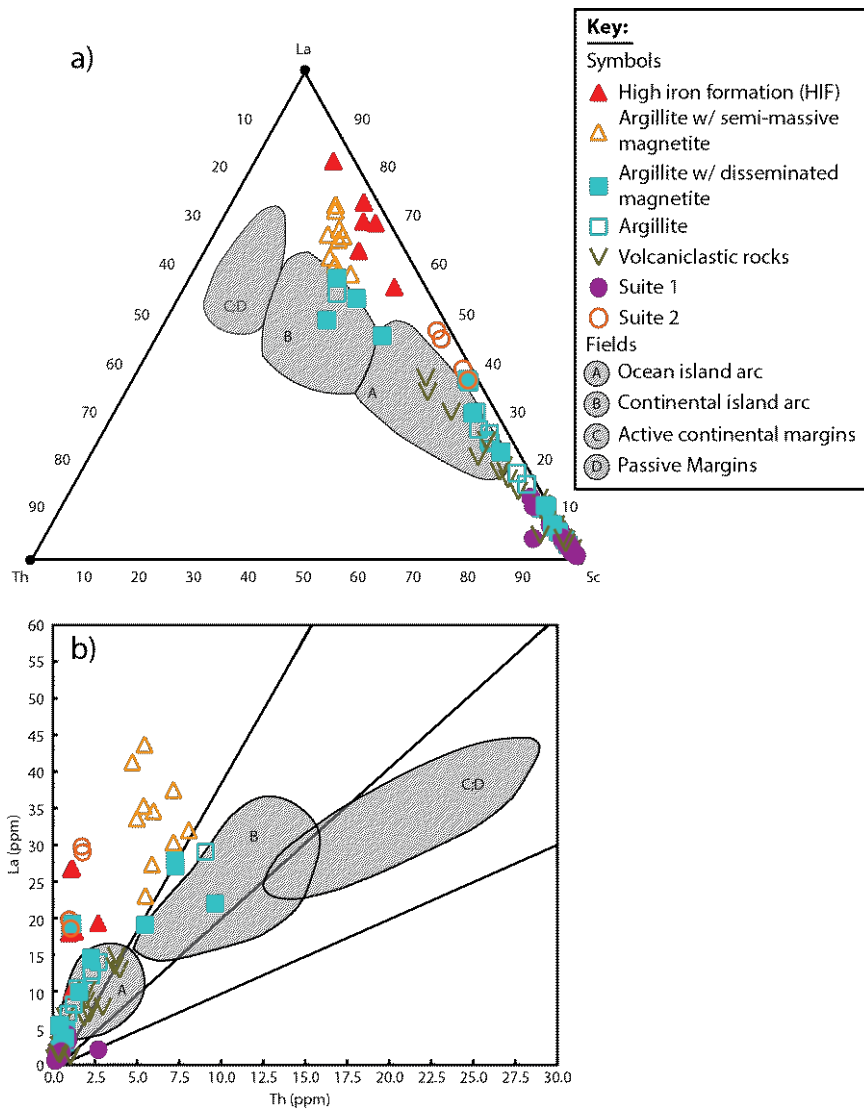 a)
La
10
20
30
40
50
60
70
80
90
90
80
70
60
50
40
30
20
10
C;D
B
A
Th
10
20
30
40
50
60
70
80
90
Sc
Key:
Symbols
High iron formation (HIF)
Argillite w/ semi-massive
magnetite
Argillite w/ disseminated
magnetite
Argillite
Volcaniclastic rocks
Suite 1
Suite 2
Fields
A Ocean island arc
B Continental island arc
C Active continental margins
D Passive Margins
b)
La (ppm)
60
55
50
45
40
35
30
25
20
15
10
5
0
C;D
B
A
0.0
2.5
5.0
7.5
10.0
12.5
15.0
17.5
20.0
22.5
25.0
27.5
30.0
Th (ppm)